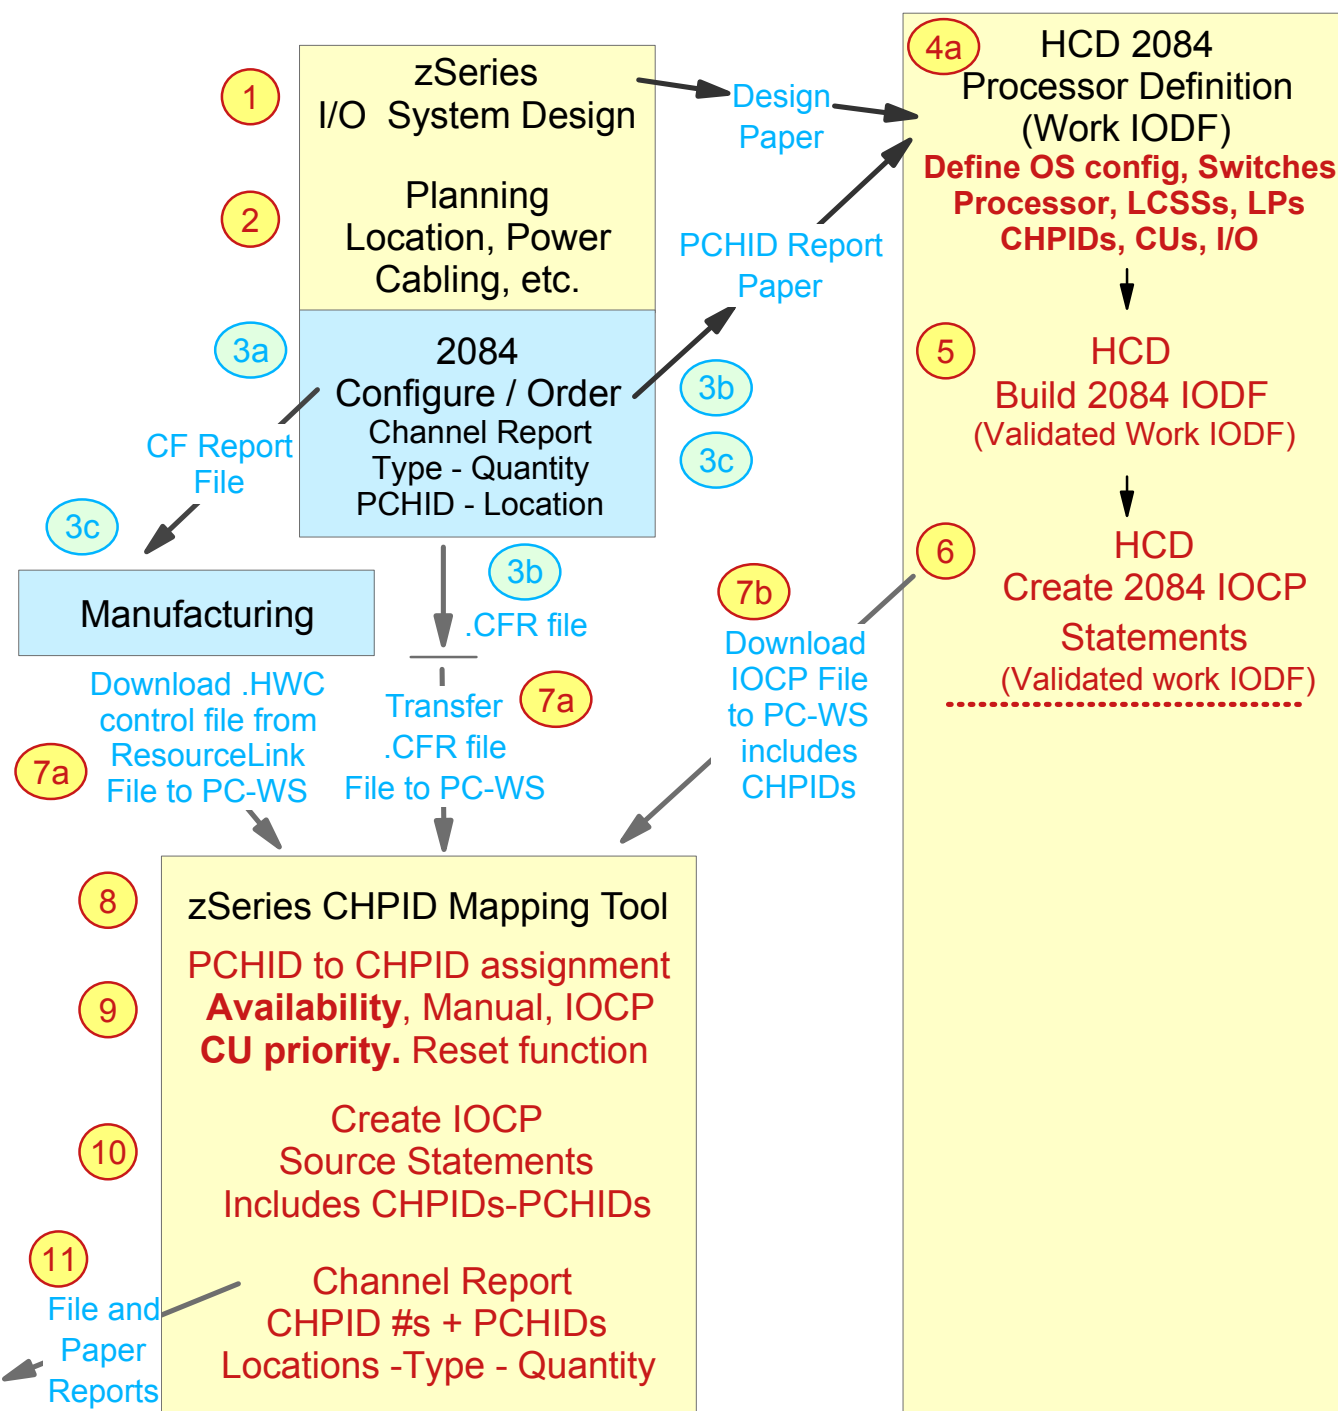 1
zSeries
I/O System Design
2
Planning
Location, Power
Cabling, etc.
3a
2084
Configure / Order
Channel Report
Type - Quantity
PCHID - Location
Design
Paper
PCHID Report
Paper
3b
3c
CF Report
File
3c
Manufacturing
3b
.CFR file
Download .HWC
control file from
ResourceLink
File to PC-WS
7a
Transfer
.CFR file
File to PC-WS
7a
7b
Download
IOCP File
to PC-WS
includes
CHPIDs
4a
HCD 2084
Processor Definition
(Work IODF)
Define OS config, Switches
Processor, LCSSs, LPs
CHPIDs, CUs, I/O
5
HCD
Build 2084 IODF
(Validated Work IODF)
6
HCD
Create 2084 IOCP
Statements
(Validated work IODF)
8
zSeries CHPID Mapping Tool
9
PCHID to CHPID assignment
Availability, Manual, IOCP
CU priority. Reset function
10
Create IOCP
Source Statements
Includes CHPIDs-PCHIDs
11
File and
Paper
Reports
Channel Report
CHPID #s + PCHIDs
Locations -Type - Quantity